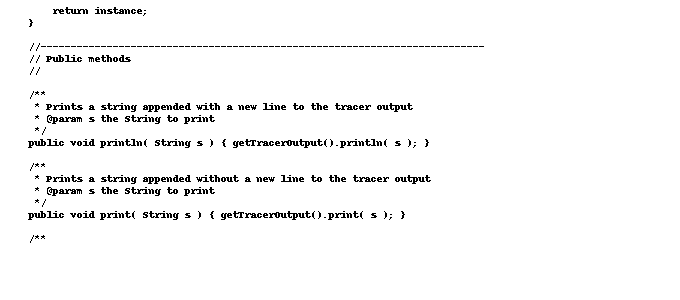 return instance;
}
//--------------------------------------------------------------------------
// Public methods
//
/**
 * Prints a string appended with a new line to the tracer output
 * @param s the String to print
 */
public void println( String s ) { getTracerOutput().println( s ); }
/**
 * Prints a string appended without a new line to the tracer output
 * @param s the String to print
 */
public void print( String s ) { getTracerOutput().print( s ); }
/**